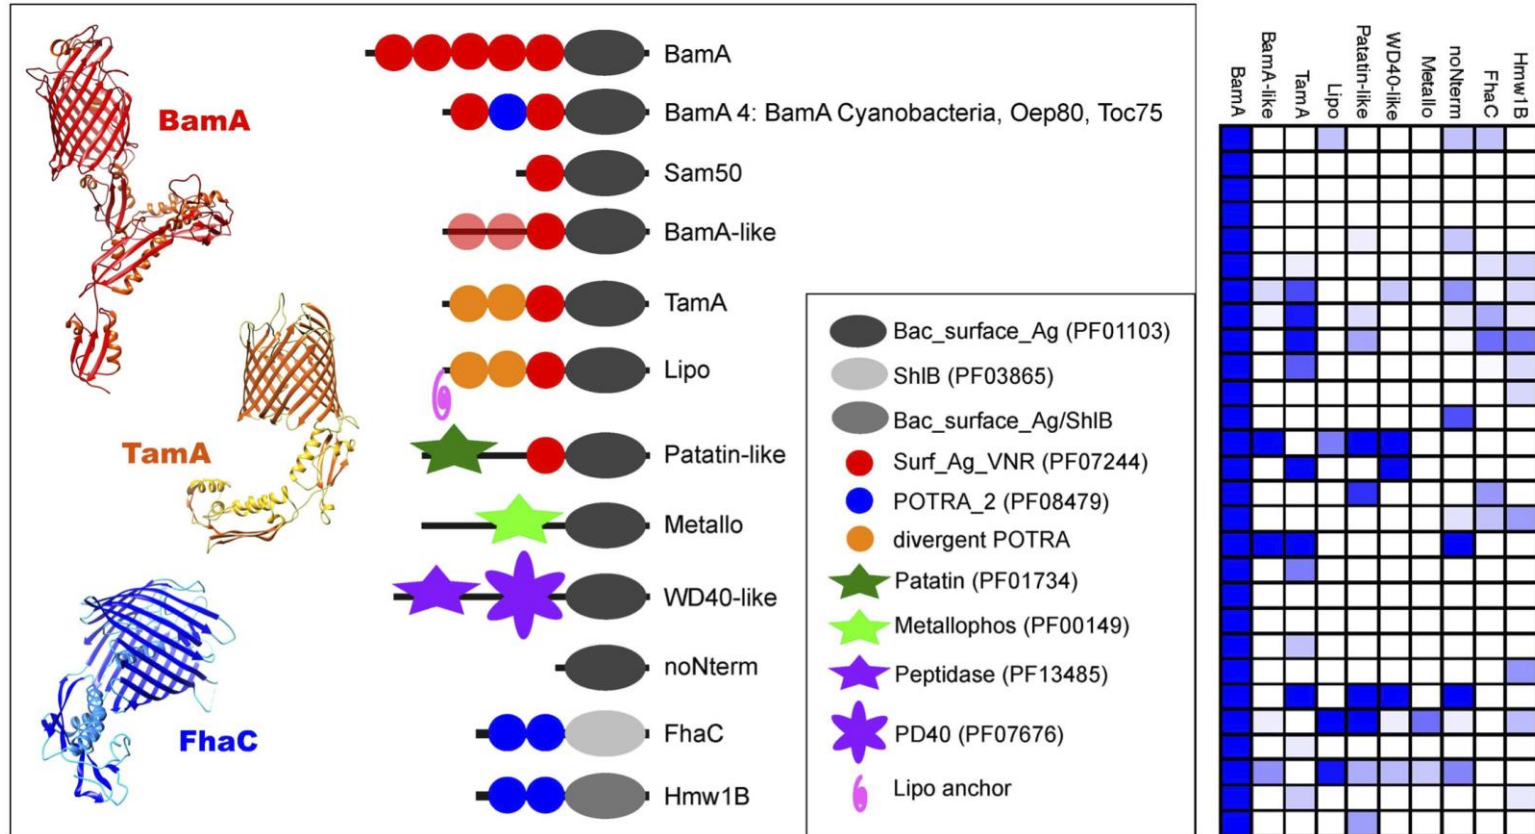 BamA
TamA
FhaC
BamA
BamA 4: BamA Cyanobacteria, Oep80, Toc75
Sam50
BamA-like
TamA
Lipo
Patatin-like
Metallo
WD40-like
noNterm
FhaC
Hmw1B
Bac_surface_Ag (PF01103)
ShlB (PF03865)
Bac_surface_Ag/ShlB
Surf_Ag_VNR (PF07244)
POTRA_2 (PF08479)
divergent POTRA
Patatin (PF01734)
Metallophos (PF00149)
Peptidase (PF13485)
PD40 (PF07676)
Lipo anchor
BamA
BamA-like
TamA
Lipo
Patatin-like
WD40-like
Metallo
noNterm
FhaC
Hmw1B